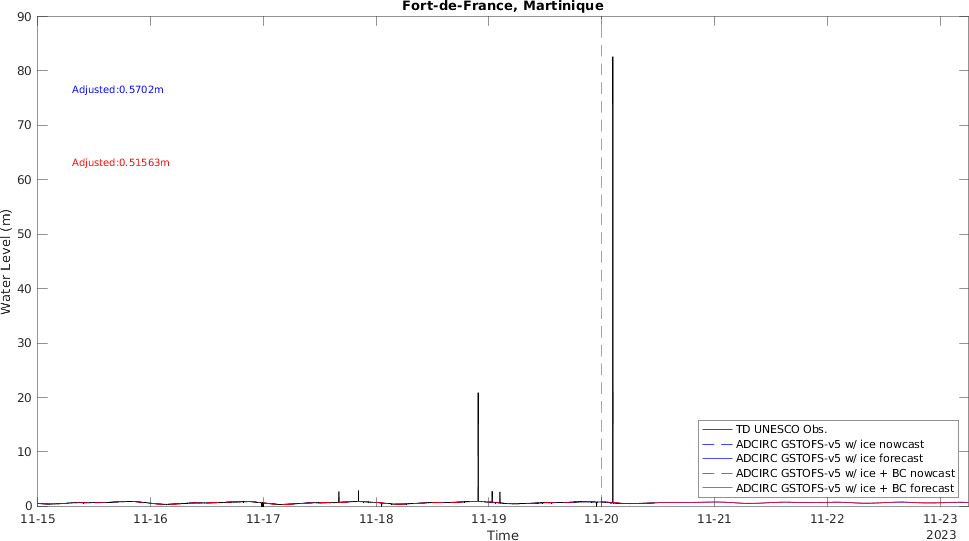 Fort-de-France, Martinique
90
80
70
60
50
40
30
20
10
0
Water Level (m)
Adjusted:0.5702m
Adjusted:0.51563m
TD UNESCO Obs.
ADCIRC GSTOFS-v5 w/ ice nowcast
ADCIRC GSTOFS-v5 w/ ice forecast
ADCIRC GSTOFS-v5 w/ ice + BC nowcast
ADCIRC GSTOFS-v5 w/ ice + BC forecast
11-15 11-16 11-17 11-18 11-19 11-20 11-21 11-22 11-23
2023
Time